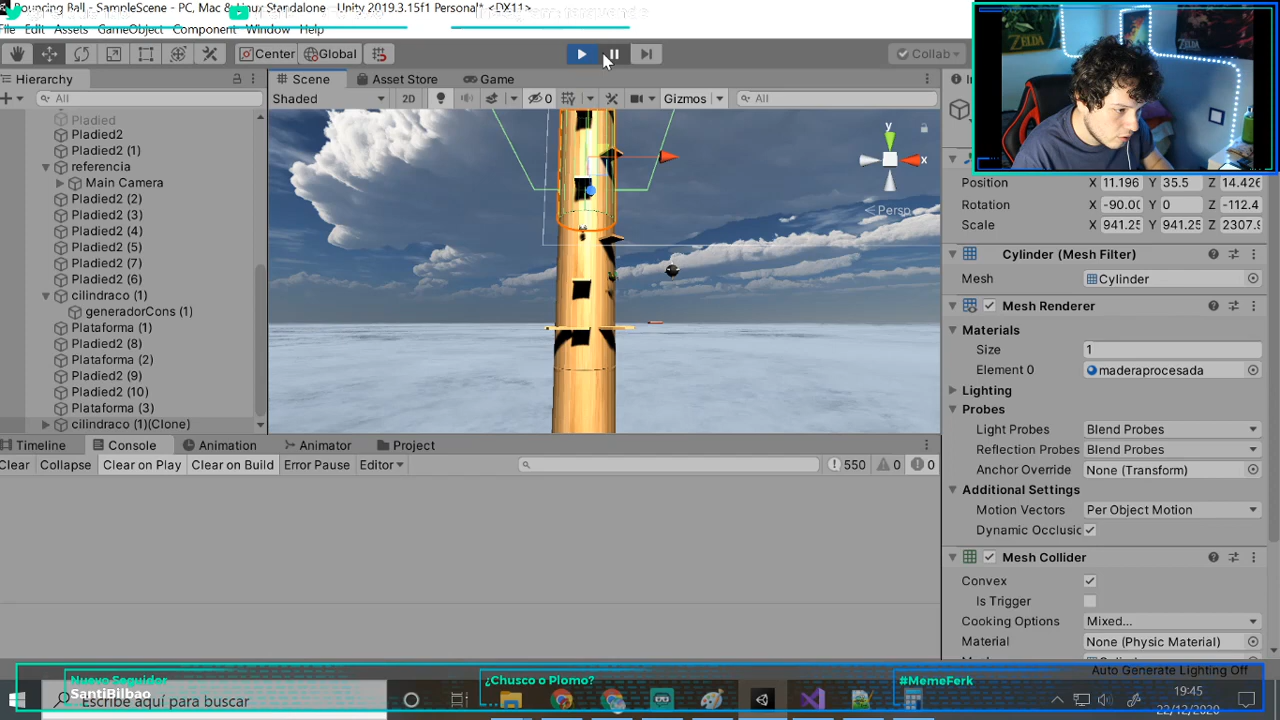 Bouncing Ball - SampleScene - PC, Mac & Linux Standalone - Unity 2019.3.15f1 Personal* <DX11>
File Edit Assets GameObject Component Window Help
Center Global Collab
Hierarchy
Scene Asset Store Game
All
Shaded 2D 0 Gizmos All
y
x
Persp
Pladied
Pladied2
Pladied2 (1)
referencia
Main Camera
Pladied2 (2)
Pladied2 (3)
Pladied2 (4)
Pladied2 (5)
Pladied2 (7)
Pladied2 (6)
cilindraco (1)
generadorCons (1)
Plataforma (1)
Pladied2 (8)
Plataforma (2)
Pladied2 (9)
Pladied2 (10)
Plataforma (3)
cilindraco (1)(Clone)
Timeline Console Animation Animator Project
Clear Collapse Clear on Play Clear on Build Error Pause Editor 550 0 0
ZELDA
ZELDA
Position X 11.196 Y 35.5 Z 14.426
Rotation X -90.0( Y 0 Z -112.4
Scale X 941.25 Y 941.25 Z 2307.9
Cylinder (Mesh Filter)
Mesh Cylinder
Mesh Renderer
Materials
Size 1
Element 0 maderaprocesada
Lighting
Probes
Light Probes Blend Probes
Reflection Probes Blend Probes
Anchor Override None (Transform)
Additional Settings
Motion Vectors Per Object Motion
Dynamic Occlusic
Mesh Collider
Convex
Is Trigger
Cooking Options Mixed...
Material None (Physic Material)
Auto Generate Lighting Off
Nuevo Seguidor
SantiBilbao
¿Chusco o Plomo?
#MemeFerk
Escribe aquí para buscar
19:45
22/12/2020